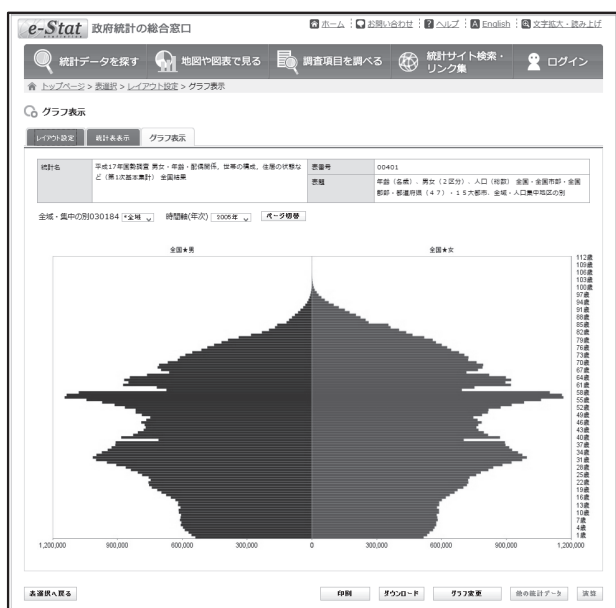 e-Stat 政府統計の総合窓口
ホーム お問い合わせ ヘルプ English 文字拡大・読み上げ
統計データを探す 地図や図表で見る 調査項目を調べる 統計サイト検索・リンク集 ログイン
トップページ > 表選択 > レイアウト設定 > グラフ表示
グラフ表示
レイアウト設定 統計表表示 グラフ表示
統計名 平成17年国勢調査 男女・年齢・配偶関係、世帯の構成、住居の状態など(第1次基本集計) 全国結果
表番号 00401
表題 年齢(各歳)、男女(2区分)、人口(総数) 全国・全国市部・全国郡部・都道府県(47)、15大都市、全域・人口集中地区の別
全域・集中の別030184 *全域 時間軸(年次) 2005年 ページ切替
全国★男 全国★女
112歳
109歳
106歳
103歳
100歳
97歳
94歳
91歳
88歳
85歳
82歳
79歳
76歳
73歳
70歳
67歳
64歳
61歳
58歳
55歳
52歳
49歳
46歳
43歳
40歳
37歳
34歳
31歳
28歳
25歳
22歳
19歳
16歳
13歳
10歳
7歳
4歳
1歳
1,200,000 900,000 600,000 300,000 0 300,000 600,000 900,000 1,200,000
表選択へ戻る 印刷 ダウンロード グラフ変更 他の統計データ 演算